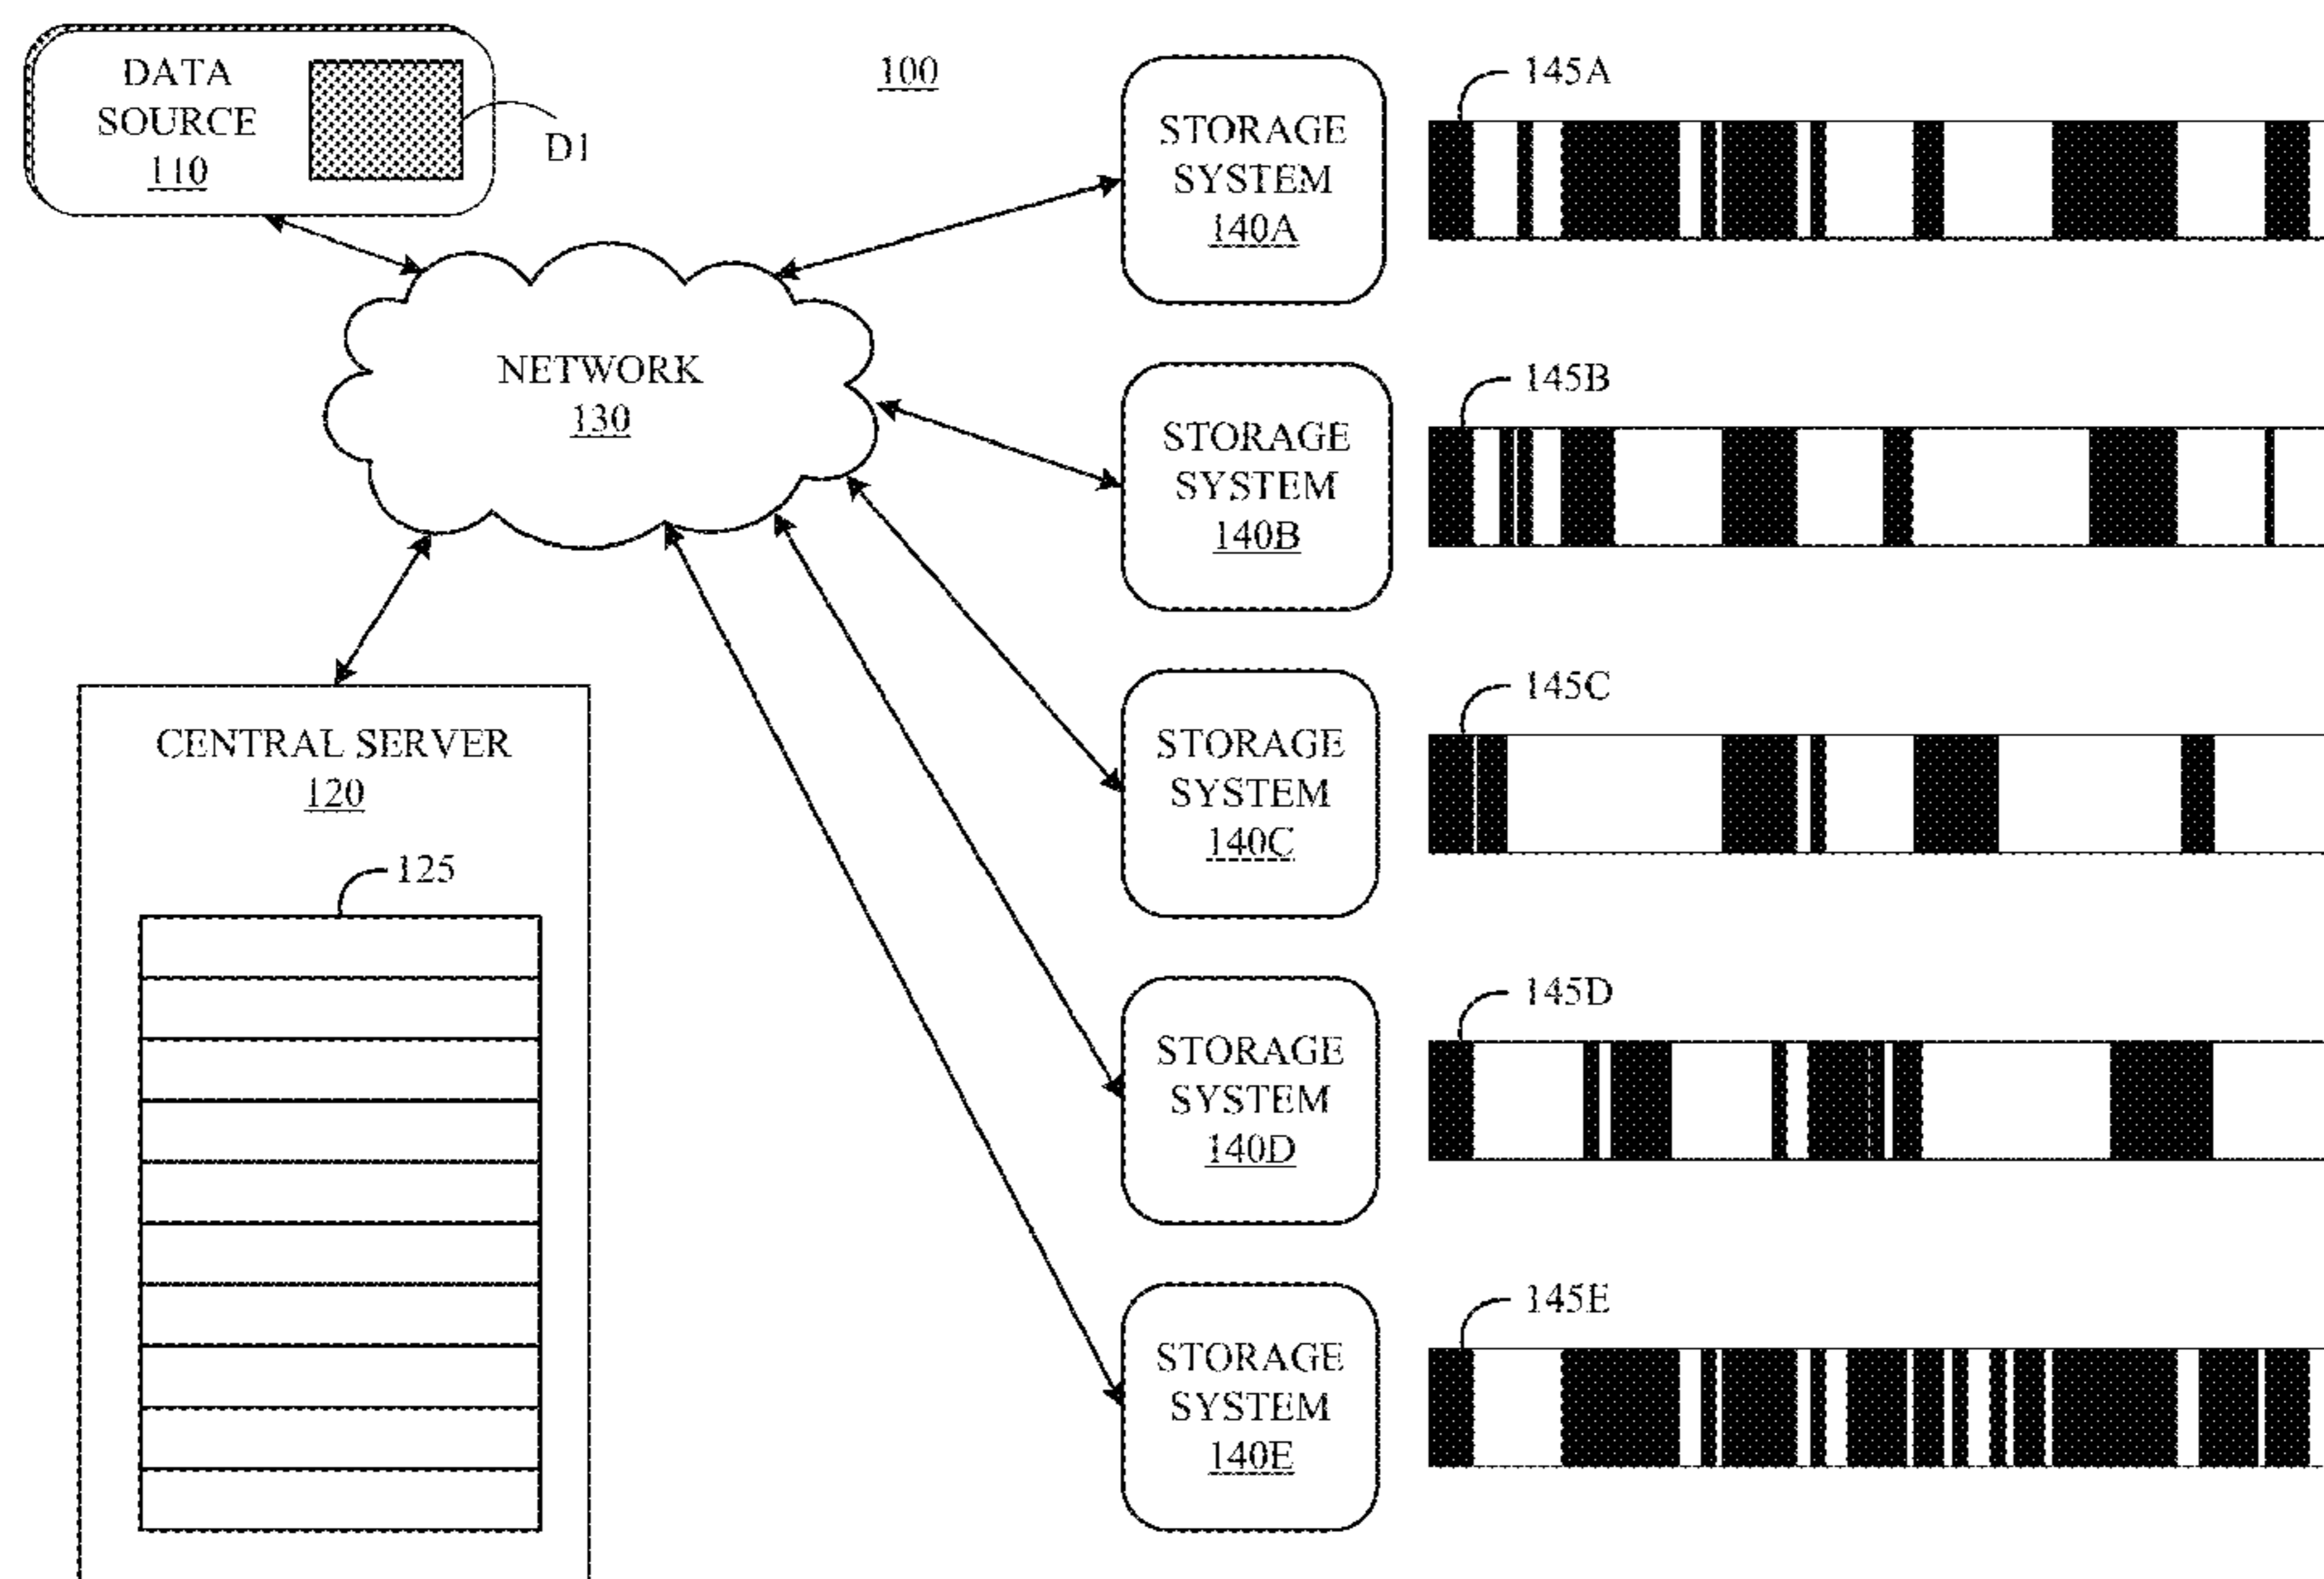 DATA
SOURCE
110
D1
100
STORAGE
SYSTEM
140A
145A
NETWORK
130
STORAGE
SYSTEM
140B
145B
CENTRAL SERVER
120
125
STORAGE
SYSTEM
140C
145C
STORAGE
SYSTEM
140D
145D
STORAGE
SYSTEM
140E
145E